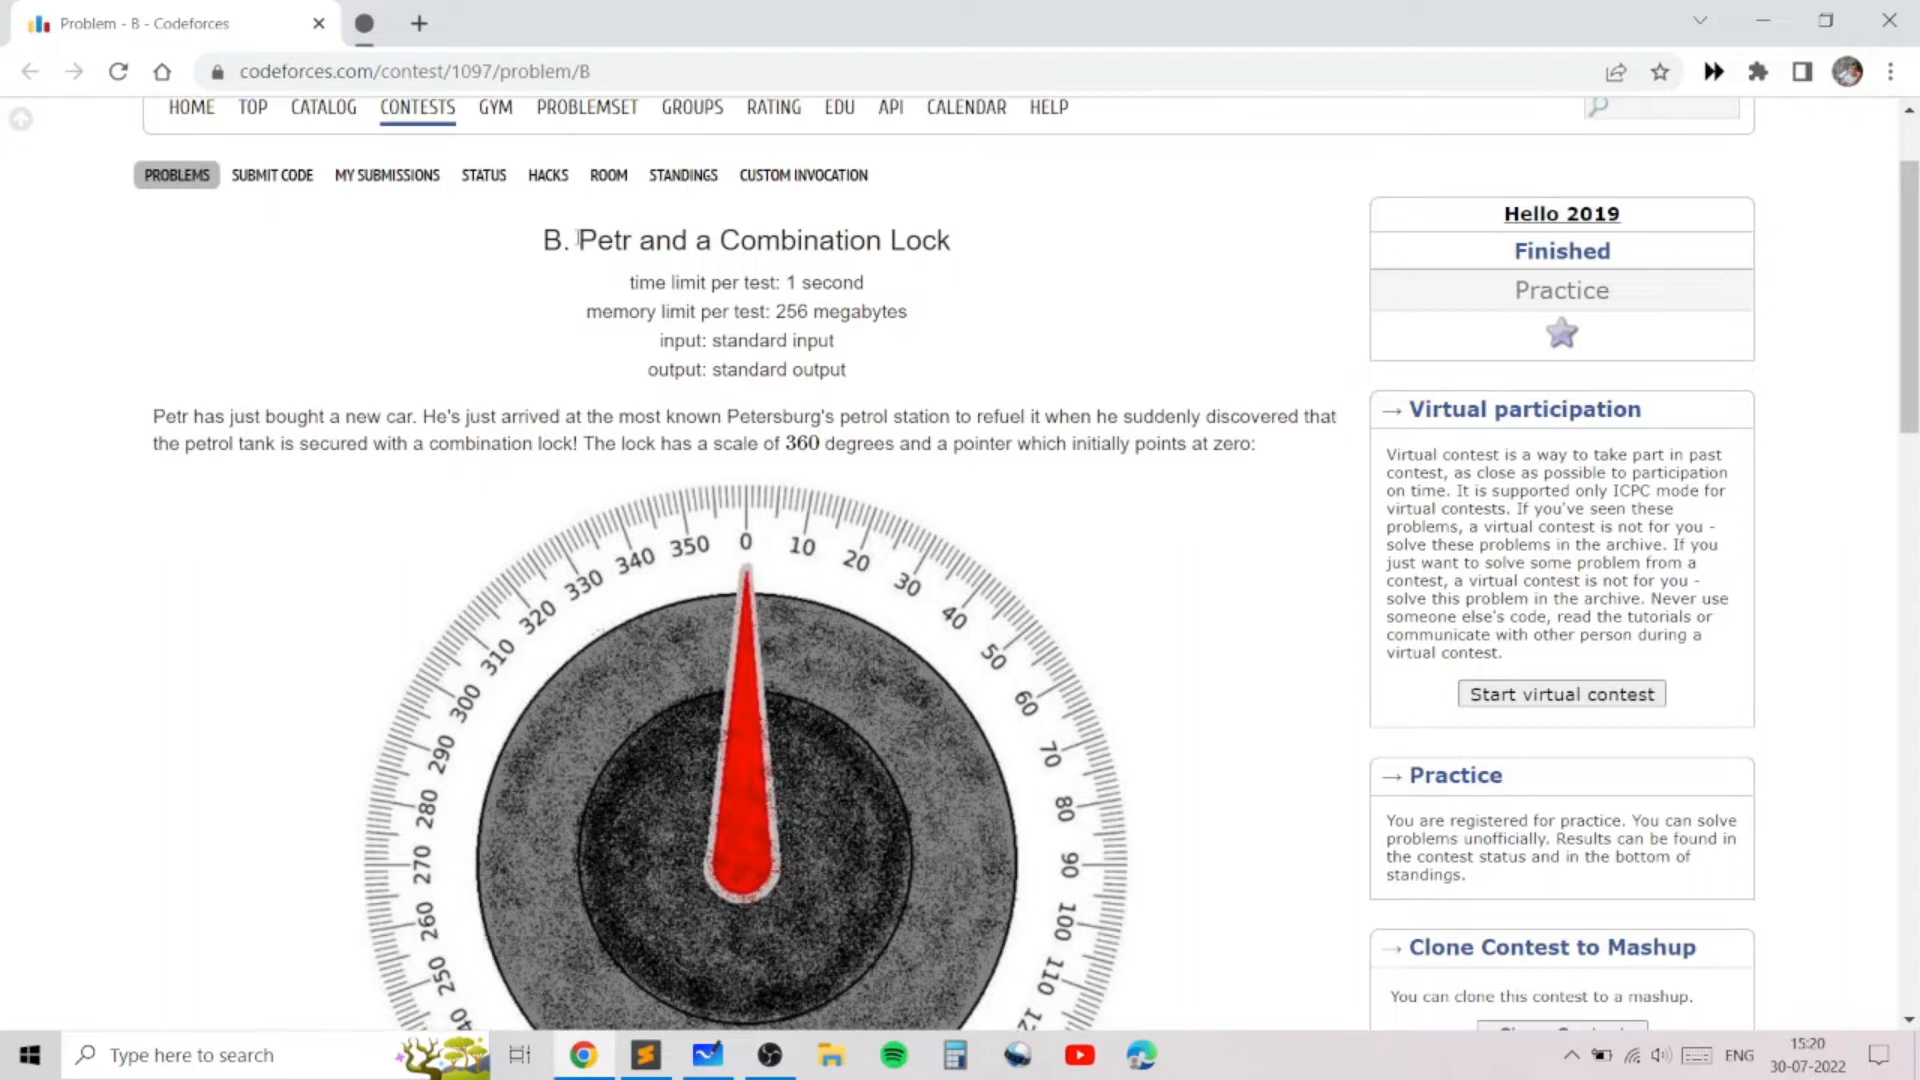 Problem - B - Codeforces
codeforces.com/contest/1097/problem/B
HOME TOP CATALOG CONTESTS GYM PROBLEMSET GROUPS RATING EDU API CALENDAR HELP
PROBLEMS SUBMIT CODE MY SUBMISSIONS STATUS HACKS ROOM STANDINGS CUSTOM INVOCATION
B. Petr and a Combination Lock
time limit per test: 1 second
memory limit per test: 256 megabytes
input: standard input
output: standard output
Petr has just bought a new car. He's just arrived at the most known Petersburg's petrol station to refuel it when he suddenly discovered that
the petrol tank is secured with a combination lock! The lock has a scale of 360 degrees and a pointer which initially points at zero:
0
10
20
30
40
50
60
70
80
90
100
110
250
260
270
280
290
300
310
320
330
340
350
Hello 2019
Finished
Practice
→ Virtual participation
Virtual contest is a way to take part in past
contest, as close as possible to participation
on time. It is supported only ICPC mode for
virtual contests. If you've seen these
problems, a virtual contest is not for you -
solve these problems in the archive. If you
just want to solve some problem from a
contest, a virtual contest is not for you -
solve this problem in the archive. Never use
someone else's code, read the tutorials or
communicate with other person during a
virtual contest.
Start virtual contest
→ Practice
You are registered for practice. You can solve
problems unofficially. Results can be found in
the contest status and in the bottom of
standings.
→ Clone Contest to Mashup
You can clone this contest to a mashup.
Type here to search
ENG
15:20
30-07-2022